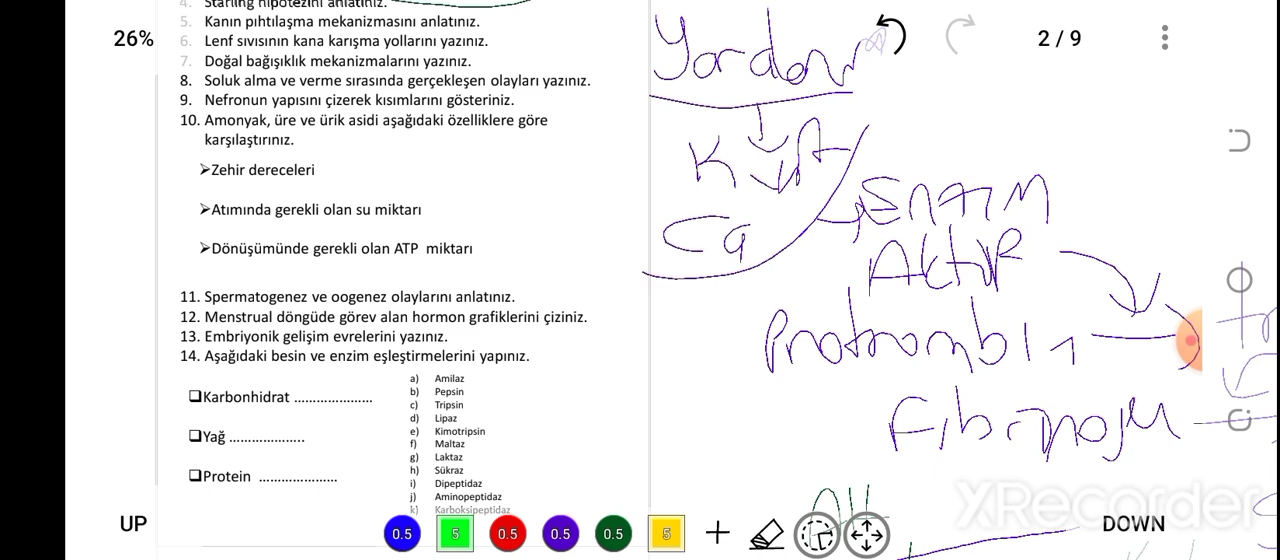 4. Starling hipotezini anlatınız.
5. Kanın pıhtılaşma mekanizmasını anlatınız.
26%
6. Lenf sıvısının kana karışma yollarını yazınız.
2 / 9
7. Doğal bağışıklık mekanizmalarını yazınız.
8. Soluk alma ve verme sırasında gerçekleşen olayları yazınız.
9. Nefronun yapısını çizerek kısımlarını gösteriniz.
10. Amonyak, üre ve ürik asidi aşağıdaki özelliklere göre
karşılaştırınız.
➢Zehir dereceleri
➢Atımında gerekli olan su miktarı
➢Dönüşümünde gerekli olan ATP miktarı
11. Spermatogenez ve oogenez olaylarını anlatınız.
12. Menstrual döngüde görev alan hormon grafiklerini çiziniz.
13. Embriyonik gelişim evrelerini yazınız.
14. Aşağıdaki besin ve enzim eşleştirmelerini yapınız.
❑Karbonhidrat .....................
❑Yağ ....................
❑Protein .....................
a) Amilaz
b) Pepsin
c) Tripsin
d) Lipaz
e) Kimotripsin
f) Maltaz
g) Laktaz
h) Sükraz
i) Dipeptidaz
j) Aminopeptidaz
k) Karboksipeptidaz
K
Ca
Protrombin
UP
0.5
5
0.5
0.5
0.5
5
DOWN
XRecorder